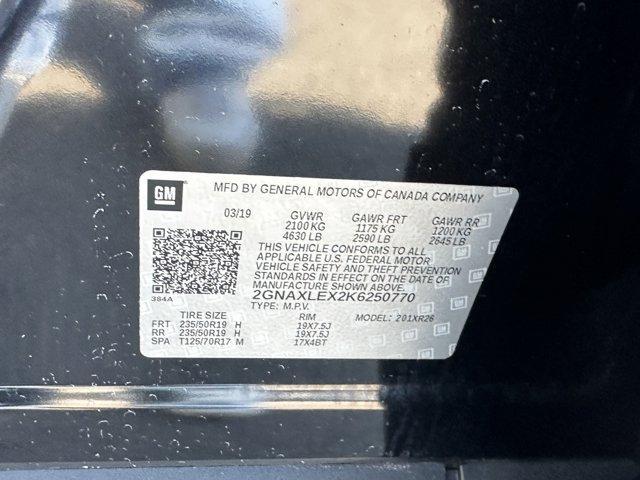 GM MFD BY GENERAL MOTORS OF CANADA COMPANY
03/19 GVWR GAWR FRT GAWR RR
2100 KG 1175 KG 1200 KG
4630 LB 2590 LB 2645 LB
THIS VEHICLE CONFORMS TO ALL
APPLICABLE U.S. FEDERAL MOTOR
VEHICLE SAFETY AND THEFT PREVENTION
STANDARDS IN EFFECT ON THE DATE OF
MANUFACTURE SHOWN ABOVE.
384A 2GNAXLEX2K6250770
TYPE: M.P.V. MODEL: 201XR26
TIRE SIZE RIM
FRT 235/50R19 H 19X7.5J
RR 235/50R19 H 19X7.5J
SPA T125/70R17 M 17X4BT